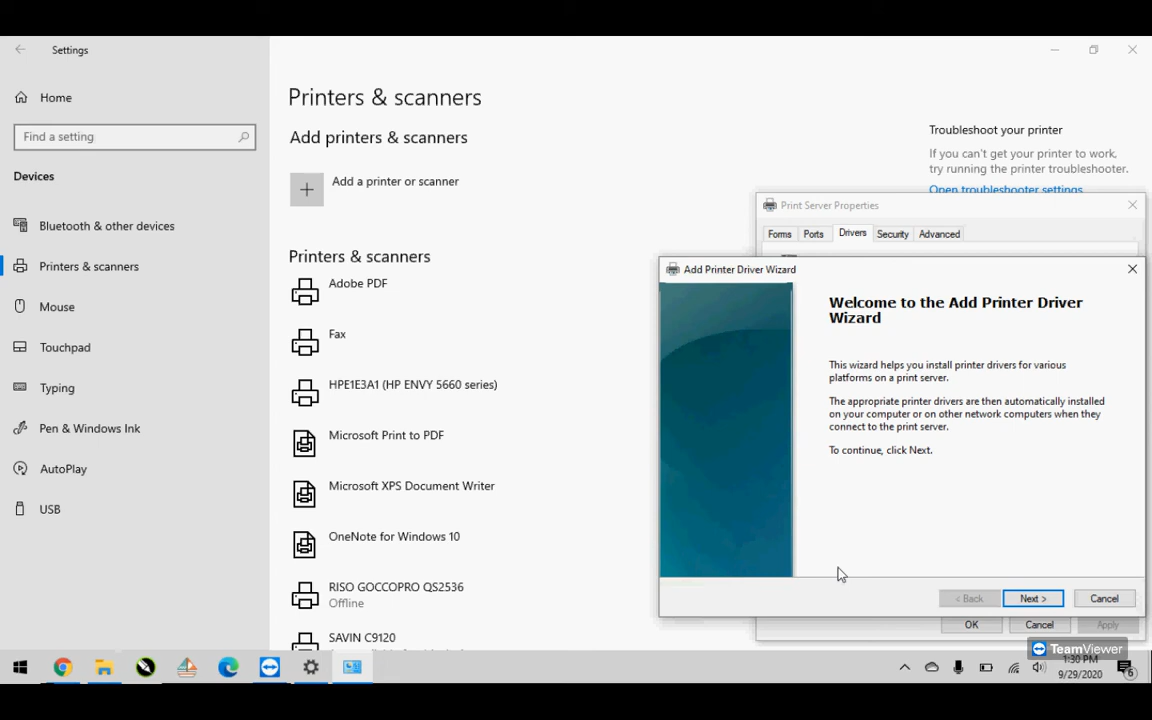 Settings
Home
Find a setting
Devices
Bluetooth & other devices
Printers & scanners
Mouse
Touchpad
Typing
Pen & Windows Ink
AutoPlay
USB
Printers & scanners
Add printers & scanners
Add a printer or scanner
Printers & scanners
Adobe PDF
Fax
HPE1E3A1 (HP ENVY 5660 series)
Microsoft Print to PDF
Microsoft XPS Document Writer
OneNote for Windows 10
RISO GOCCOPRO QS2536
Offline
SAVIN C9120
Troubleshoot your printer
If you can't get your printer to work,
try running the printer troubleshooter.
Open troubleshooter settings
Print Server Properties
Forms Ports Drivers Security Advanced
Add Printer Driver Wizard
Welcome to the Add Printer Driver
Wizard
This wizard helps you install printer drivers for various
platforms on a print server.
The appropriate printer drivers are then automatically installed
on your computer or on other network computers when they
connect to the print server.
To continue, click Next.
< Back Next > Cancel
OK Cancel Apply
TeamViewer
1:30 PM
9/29/2020
6